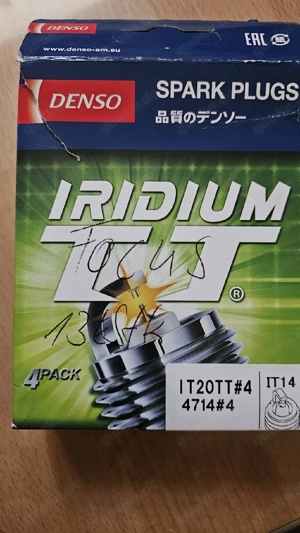 DENSO
www.denso-am.eu
EAC
DENSO
SPARK PLUGS
品質のデンソー
IRIDIUM
TT®
Focus
4PACK
IT20TT#4
4714#4
IT14